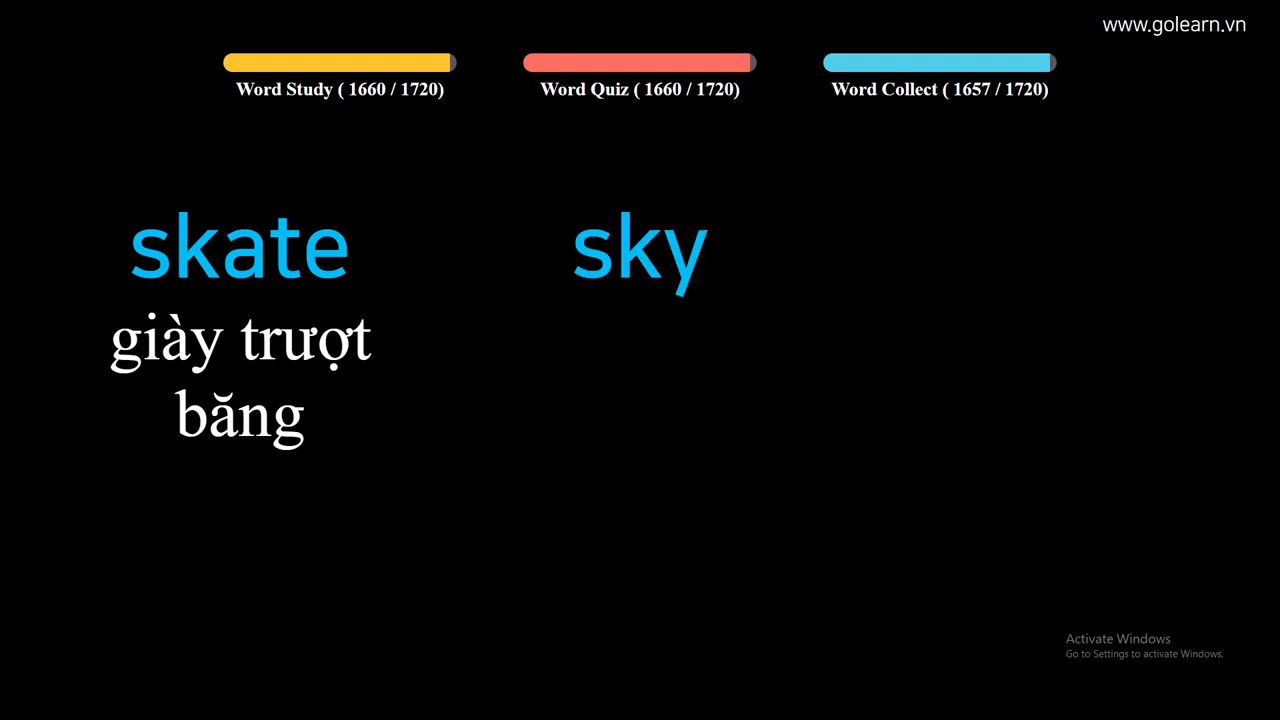 www.golearn.vn
Word Study ( 1660 / 1720)
Word Quiz ( 1660 / 1720)
Word Collect ( 1657 / 1720)
skate
sky
giày trượt
băng
Activate Windows
Go to Settings to activate Windows.